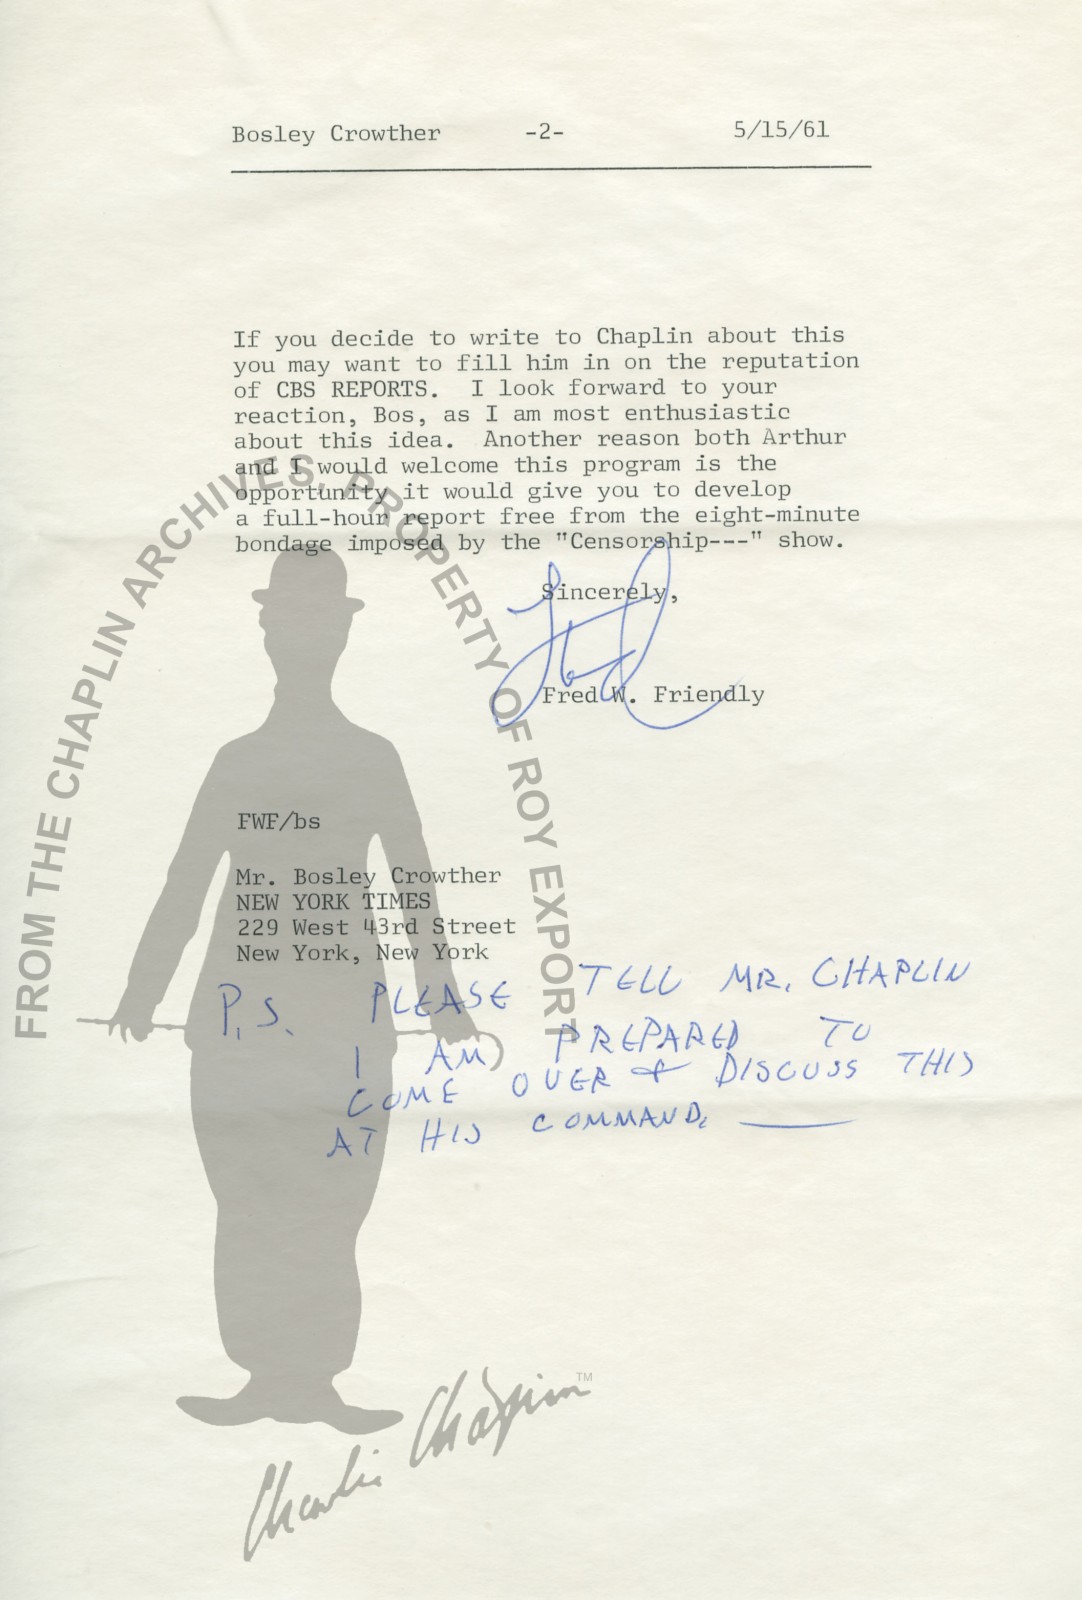 Bosley Crowther -2- 5/15/61
If you decide to write to Chaplin about this
you may want to fill him in on the reputation
of CBS REPORTS. I look forward to your
reaction, Bos, as I am most enthusiastic
about this idea. Another reason both Arthur
and I would welcome this program is the
opportunity it would give you to develop
a full-hour report free from the eight-minute
bondage imposed by the "Censorship---" show.
Sincerely,
Fred
Fred W. Friendly
FWF/bs
Mr. Bosley Crowther
NEW YORK TIMES
229 West 43rd Street
New York, New York
P.S. PLEASE TELL MR. CHAPLIN
I AM PREPARED TO
COME OVER & DISCUSS THIS
AT HIS COMMAND. —
FROM THE CHAPLIN ARCHIVES, PROPERTY OF ROY EXPORT
Charlie Chaplin ™